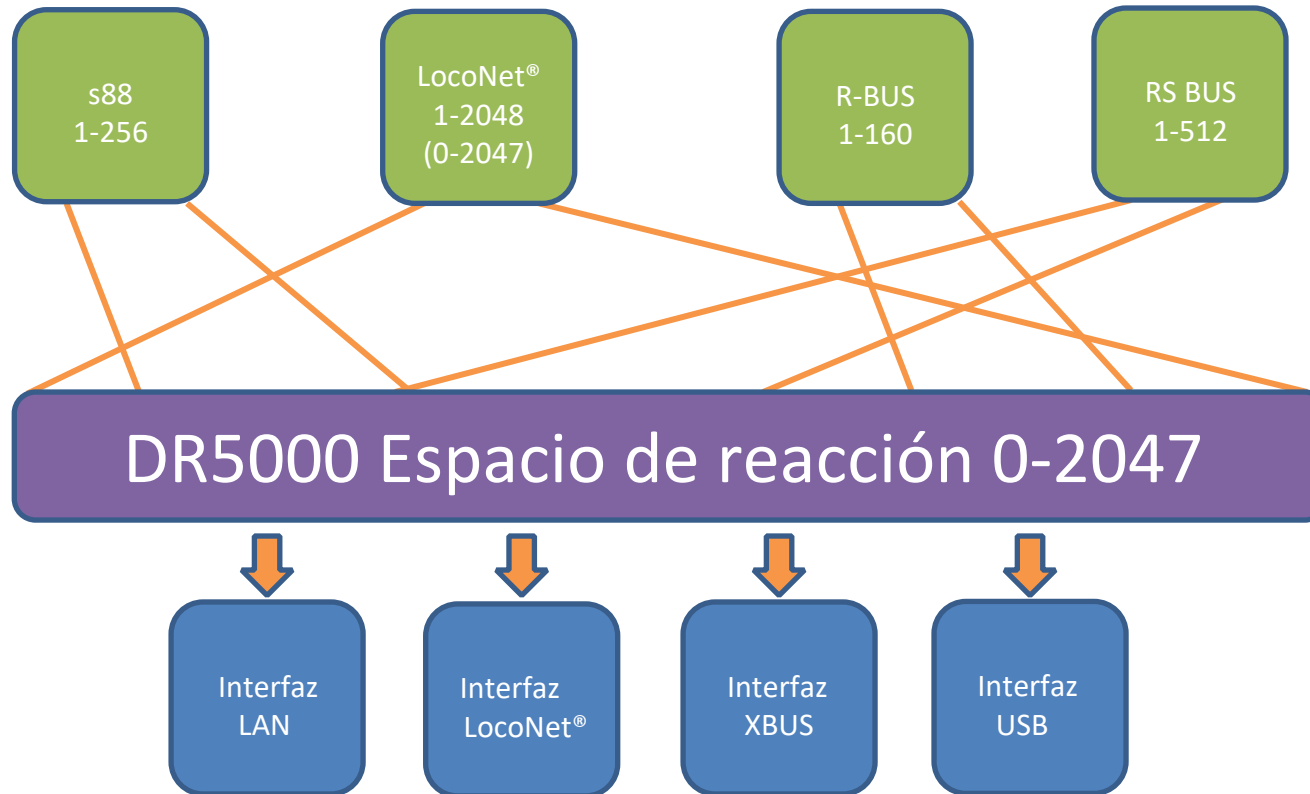 s88
1-256
LocoNet®
1-2048
(0-2047)
R-BUS
1-160
RS BUS
1-512
DR5000 Espacio de reacción 0-2047
Interfaz
LAN
Interfaz
LocoNet®
Interfaz
XBUS
Interfaz
USB